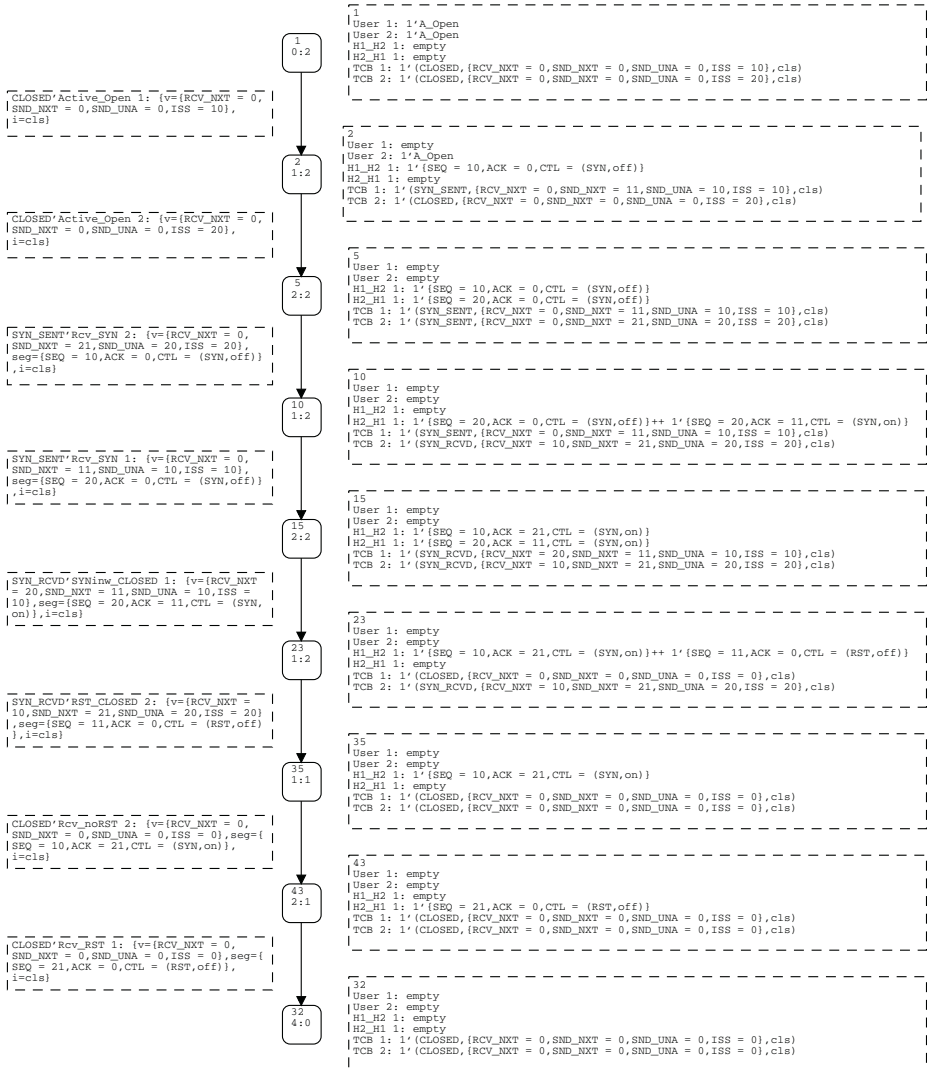 1
0:2
1
User 1: 1'A_Open
User 2: 1'A_Open
H1_H2 1: empty
H2_H1 1: empty
TCB 1: 1'(CLOSED,{RCV_NXT = 0,SND_NXT = 0,SND_UNA = 0,ISS = 10},cls)
TCB 2: 1'(CLOSED,{RCV_NXT = 0,SND_NXT = 0,SND_UNA = 0,ISS = 20},cls)
CLOSED'Active_Open 1: {v={RCV_NXT = 0,
SND_NXT = 0,SND_UNA = 0,ISS = 10},
i=cls}
2
1:2
2
User 1: empty
User 2: 1'A_Open
H1_H2 1: 1'{SEQ = 10,ACK = 0,CTL = (SYN,off)}
H2_H1 1: empty
TCB 1: 1'(SYN_SENT,{RCV_NXT = 0,SND_NXT = 11,SND_UNA = 10,ISS = 10},cls)
TCB 2: 1'(CLOSED,{RCV_NXT = 0,SND_NXT = 0,SND_UNA = 0,ISS = 20},cls)
CLOSED'Active_Open 2: {v={RCV_NXT = 0,
SND_NXT = 0,SND_UNA = 0,ISS = 20},
i=cls}
5
2:2
5
User 1: empty
User 2: empty
H1_H2 1: 1'{SEQ = 10,ACK = 0,CTL = (SYN,off)}
H2_H1 1: 1'{SEQ = 20,ACK = 0,CTL = (SYN,off)}
TCB 1: 1'(SYN_SENT,{RCV_NXT = 0,SND_NXT = 11,SND_UNA = 10,ISS = 10},cls)
TCB 2: 1'(SYN_SENT,{RCV_NXT = 0,SND_NXT = 21,SND_UNA = 20,ISS = 20},cls)
SYN_SENT'Rcv_SYN 2: {v={RCV_NXT = 0,
SND_NXT = 21,SND_UNA = 20,ISS = 20},
seg={SEQ = 10,ACK = 0,CTL = (SYN,off)}
,i=cls}
10
1:2
10
User 1: empty
User 2: empty
H1_H2 1: empty
H2_H1 1: 1'{SEQ = 20,ACK = 0,CTL = (SYN,off)}++ 1'{SEQ = 20,ACK = 11,CTL = (SYN,on)}
TCB 1: 1'(SYN_SENT,{RCV_NXT = 0,SND_NXT = 11,SND_UNA = 10,ISS = 10},cls)
TCB 2: 1'(SYN_RCVD,{RCV_NXT = 10,SND_NXT = 21,SND_UNA = 20,ISS = 20},cls)
SYN_SENT'Rcv_SYN 1: {v={RCV_NXT = 0,
SND_NXT = 11,SND_UNA = 10,ISS = 10},
seg={SEQ = 20,ACK = 0,CTL = (SYN,off)}
,i=cls}
15
2:2
15
User 1: empty
User 2: empty
H1_H2 1: 1'{SEQ = 10,ACK = 21,CTL = (SYN,on)}
H2_H1 1: 1'{SEQ = 20,ACK = 11,CTL = (SYN,on)}
TCB 1: 1'(SYN_RCVD,{RCV_NXT = 20,SND_NXT = 11,SND_UNA = 10,ISS = 10},cls)
TCB 2: 1'(SYN_RCVD,{RCV_NXT = 10,SND_NXT = 21,SND_UNA = 20,ISS = 20},cls)
SYN_RCVD'SYNinw_CLOSED 1: {v={RCV_NXT
= 20,SND_NXT = 11,SND_UNA = 10,ISS =
10},seg={SEQ = 20,ACK = 11,CTL = (SYN,
on)},i=cls}
23
1:2
23
User 1: empty
User 2: empty
H1_H2 1: 1'{SEQ = 10,ACK = 21,CTL = (SYN,on)}++ 1'{SEQ = 11,ACK = 0,CTL = (RST,off)}
H2_H1 1: empty
TCB 1: 1'(CLOSED,{RCV_NXT = 0,SND_NXT = 0,SND_UNA = 0,ISS = 0},cls)
TCB 2: 1'(SYN_RCVD,{RCV_NXT = 10,SND_NXT = 21,SND_UNA = 20,ISS = 20},cls)
SYN_RCVD'RST_CLOSED 2: {v={RCV_NXT =
10,SND_NXT = 21,SND_UNA = 20,ISS = 20}
,seg={SEQ = 11,ACK = 0,CTL = (RST,off)
},i=cls}
35
1:1
35
User 1: empty
User 2: empty
H1_H2 1: 1'{SEQ = 10,ACK = 21,CTL = (SYN,on)}
H2_H1 1: empty
TCB 1: 1'(CLOSED,{RCV_NXT = 0,SND_NXT = 0,SND_UNA = 0,ISS = 0},cls)
TCB 2: 1'(CLOSED,{RCV_NXT = 0,SND_NXT = 0,SND_UNA = 0,ISS = 0},cls)
CLOSED'Rcv_noRST 2: {v={RCV_NXT = 0,
SND_NXT = 0,SND_UNA = 0,ISS = 0},seg={
SEQ = 10,ACK = 21,CTL = (SYN,on)},
i=cls}
43
2:1
43
User 1: empty
User 2: empty
H1_H2 1: empty
H2_H1 1: 1'{SEQ = 21,ACK = 0,CTL = (RST,off)}
TCB 1: 1'(CLOSED,{RCV_NXT = 0,SND_NXT = 0,SND_UNA = 0,ISS = 0},cls)
TCB 2: 1'(CLOSED,{RCV_NXT = 0,SND_NXT = 0,SND_UNA = 0,ISS = 0},cls)
CLOSED'Rcv_RST 1: {v={RCV_NXT = 0,
SND_NXT = 0,SND_UNA = 0,ISS = 0},seg={
SEQ = 21,ACK = 0,CTL = (RST,off)},
i=cls}
32
4:0
32
User 1: empty
User 2: empty
H1_H2 1: empty
H2_H1 1: empty
TCB 1: 1'(CLOSED,{RCV_NXT = 0,SND_NXT = 0,SND_UNA = 0,ISS = 0},cls)
TCB 2: 1'(CLOSED,{RCV_NXT = 0,SND_NXT = 0,SND_UNA = 0,ISS = 0},cls)